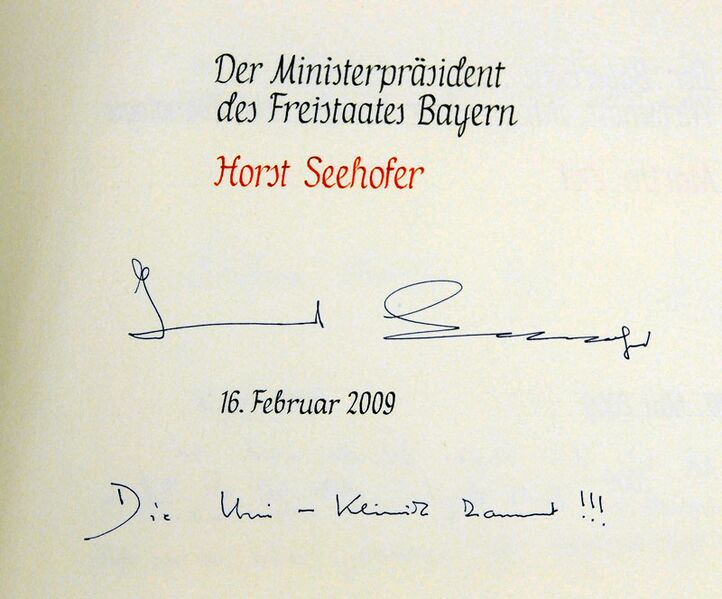 Der Ministerpräsident
des Freistaates Bayern
Horst Seehofer
16. Februar 2009
Die Uni-Klinik kommt!!!